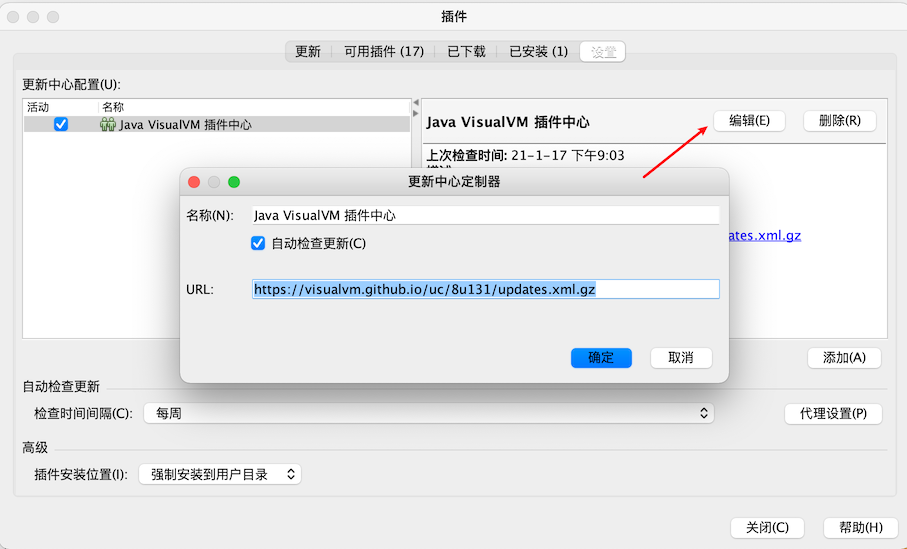 插件
更新 可用插件 (17) 已下载 已安装 (1) 设置
更新中心配置(U):
活动 名称
Java VisualVM 插件中心
Java VisualVM 插件中心 编辑(E) 删除(R)
上次检查时间: 21-1-17 下午9:03
更新中心定制器
名称(N): Java VisualVM 插件中心
自动检查更新(C)
ates.xml.gz
URL: https://visualvm.github.io/uc/8u131/updates.xml.gz
确定 取消
添加(A)
自动检查更新
检查时间间隔(C): 每周 代理设置(P)
高级
插件安装位置(I): 强制安装到用户目录
关闭(C) 帮助(H)